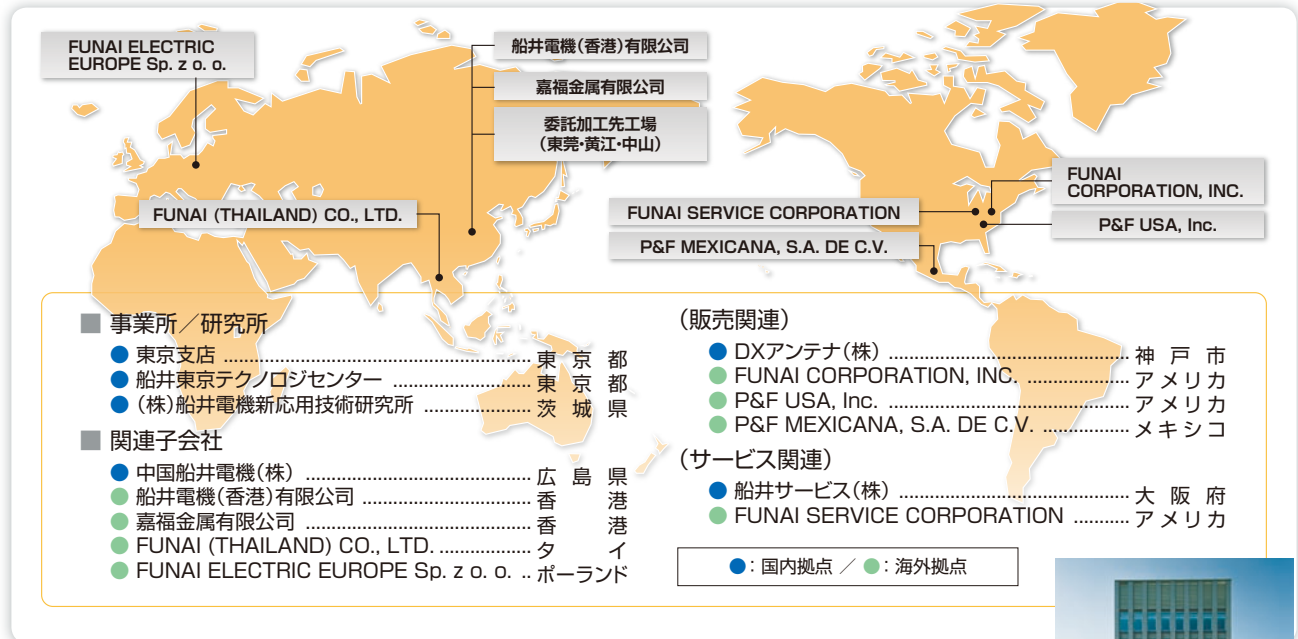 FUNAI ELECTRIC
EUROPE Sp. z o. o.
船井電機(香港)有限公司
嘉福金属有限公司
委託加工先工場
(東莞・黄江・中山)
FUNAI (THAILAND) CO., LTD.
FUNAI
CORPORATION, INC.
FUNAI SERVICE CORPORATION
P&F USA, Inc.
P&F MEXICANA, S.A. DE C.V.
■ 事業所／研究所
● 東京支店 ........ 東京都
● 船井東京テクノロジセンター ........ 東京都
● (株)船井電機新応用技術研究所 ........ 茨城県
■ 関連子会社
● 中国船井電機(株) ........ 広島県
● 船井電機(香港)有限公司 ........ 香港
● 嘉福金属有限公司 ........ 香港
● FUNAI (THAILAND) CO., LTD. ........ タイ
● FUNAI ELECTRIC EUROPE Sp. z o. o. .. ポーランド
(販売関連)
● DXアンテナ(株) ........ 神戸市
● FUNAI CORPORATION, INC. ........ アメリカ
● P&F USA, Inc. ........ アメリカ
● P&F MEXICANA, S.A. DE C.V. ........ メキシコ
(サービス関連)
● 船井サービス(株) ........ 大阪府
● FUNAI SERVICE CORPORATION ........ アメリカ
●：国内拠点 ／ ●：海外拠点